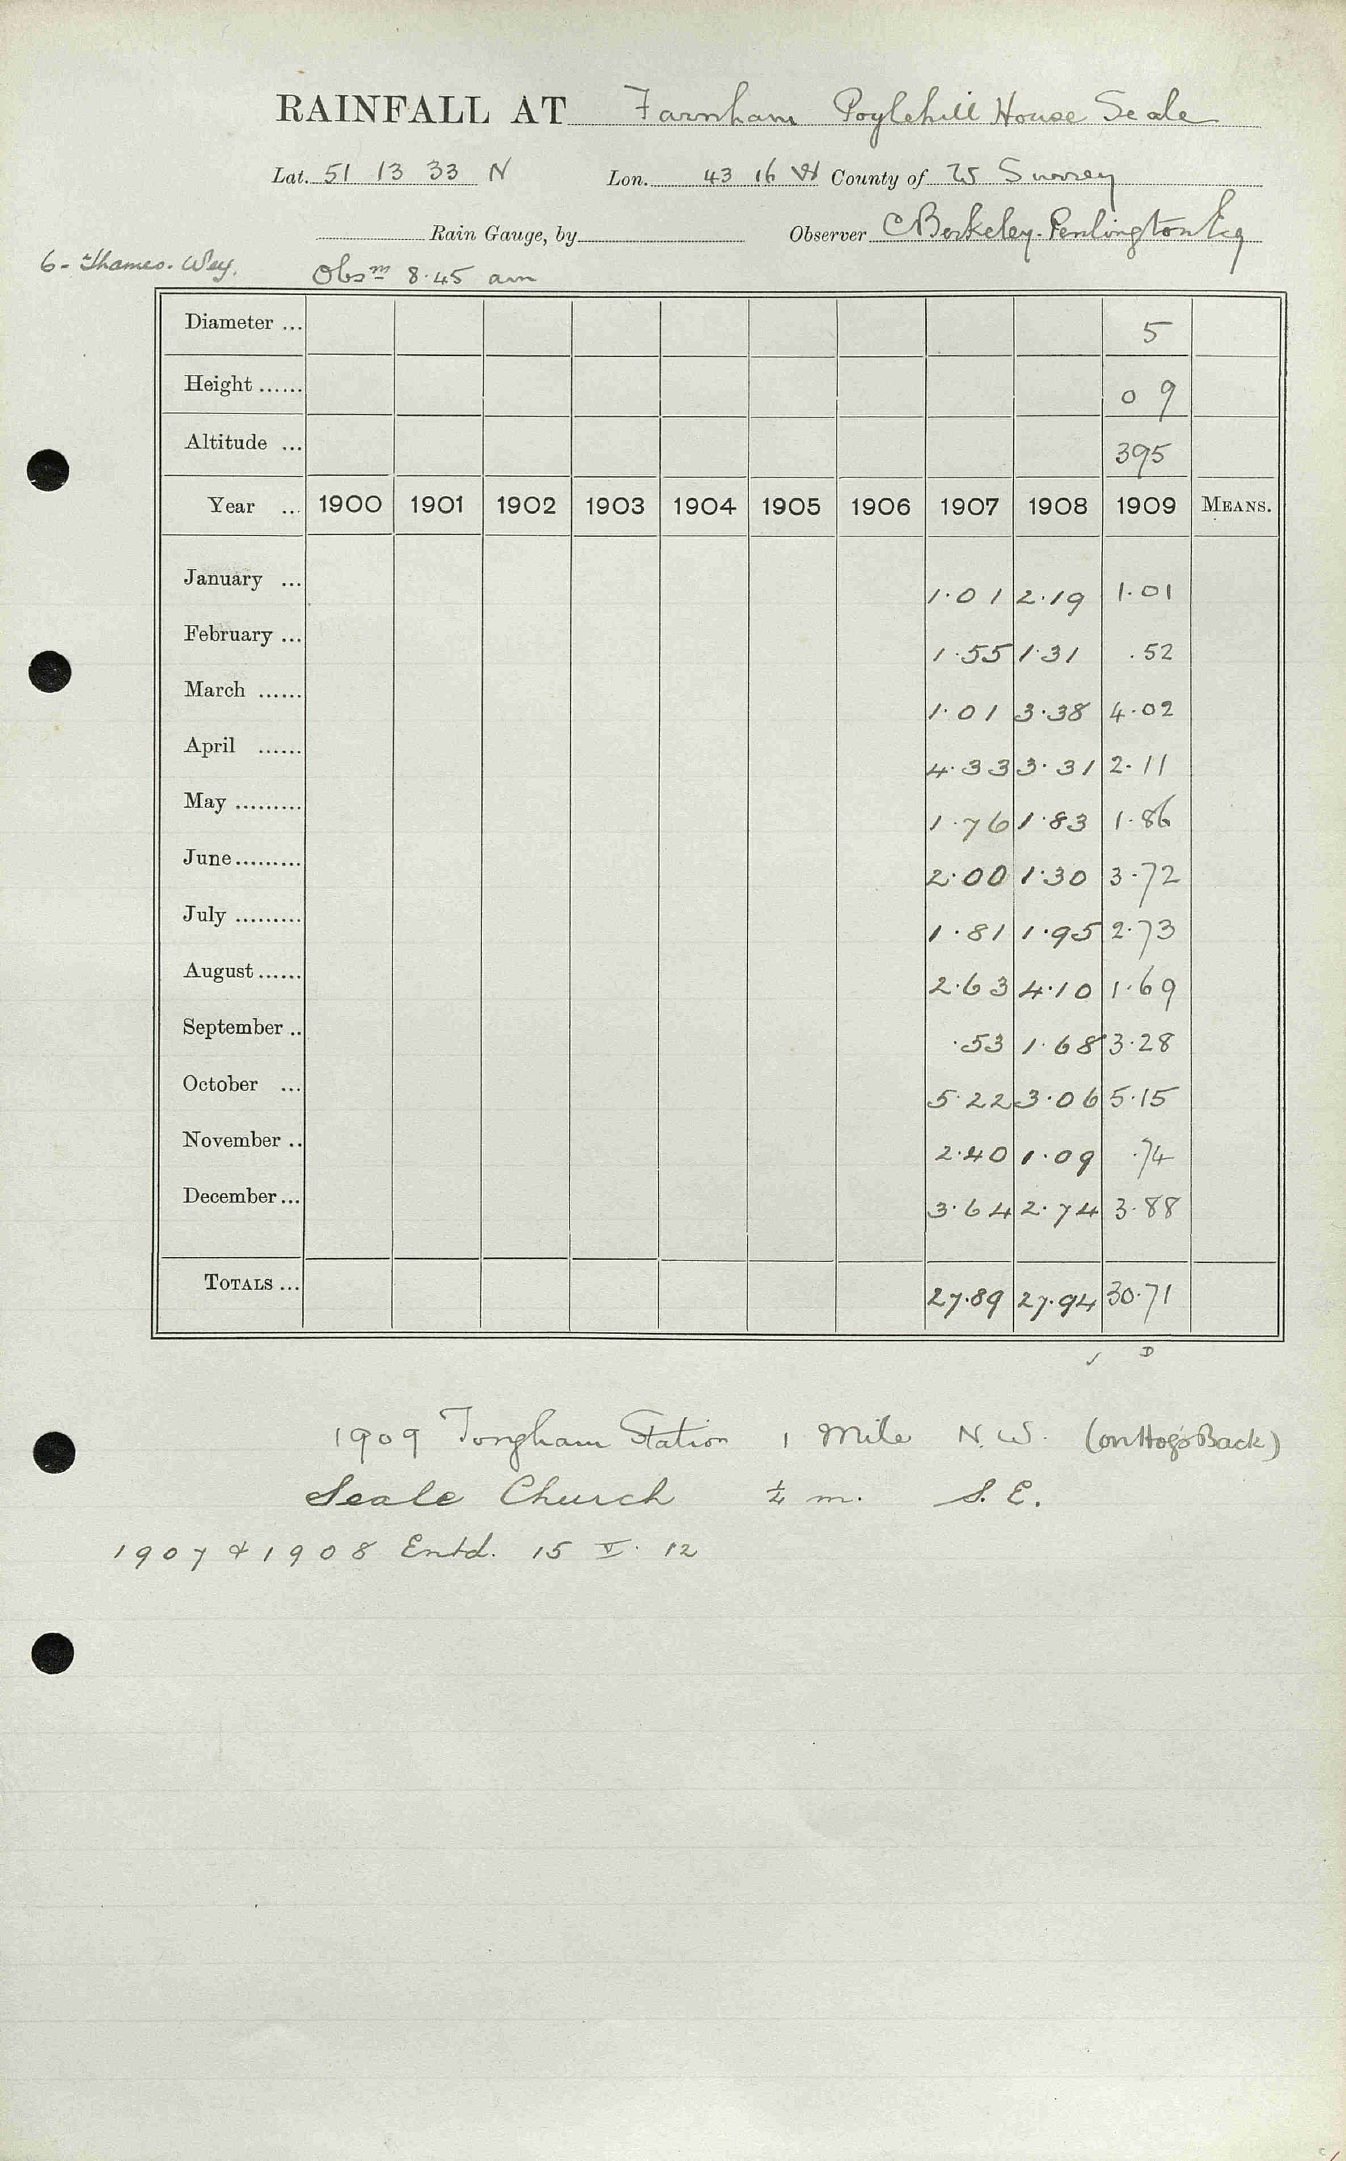 RAINFALL AT Farnham Poylehill House Seale
Lat. 51 13 33 N Lon. 43 16 W County of W Surrey
Rain Gauge, by Observer C Berkeley-Penlington Esq
6 - Thames. Wey. Obsn 8.45 am
Diameter ... 5
Height ...... 0 9
Altitude ... 395
Year ... 1900 1901 1902 1903 1904 1905 1906 1907 1908 1909 MEANS.
January ... 1.01 2.19 1.01
February ... 1.55 1.31 .52
March ...... 1.01 3.38 4.02
April ...... 4.33 3.31 2.11
May ......... 1.76 1.83 1.86
June ......... 2.00 1.30 3.72
July ......... 1.81 1.95 2.73
August ...... 2.63 4.10 1.69
September .. .53 1.68 3.28
October ... 5.22 3.06 5.15
November .. 2.40 1.09 .74
December ... 3.64 2.74 3.88
TOTALS ... 27.89 27.94 30.71
✓ D
1909 Tongham Station 1 Mile N.W. (on Hog's Back)
Seale Church ¼ m. S.E.
1907 & 1908 Entd. 15 V. 12